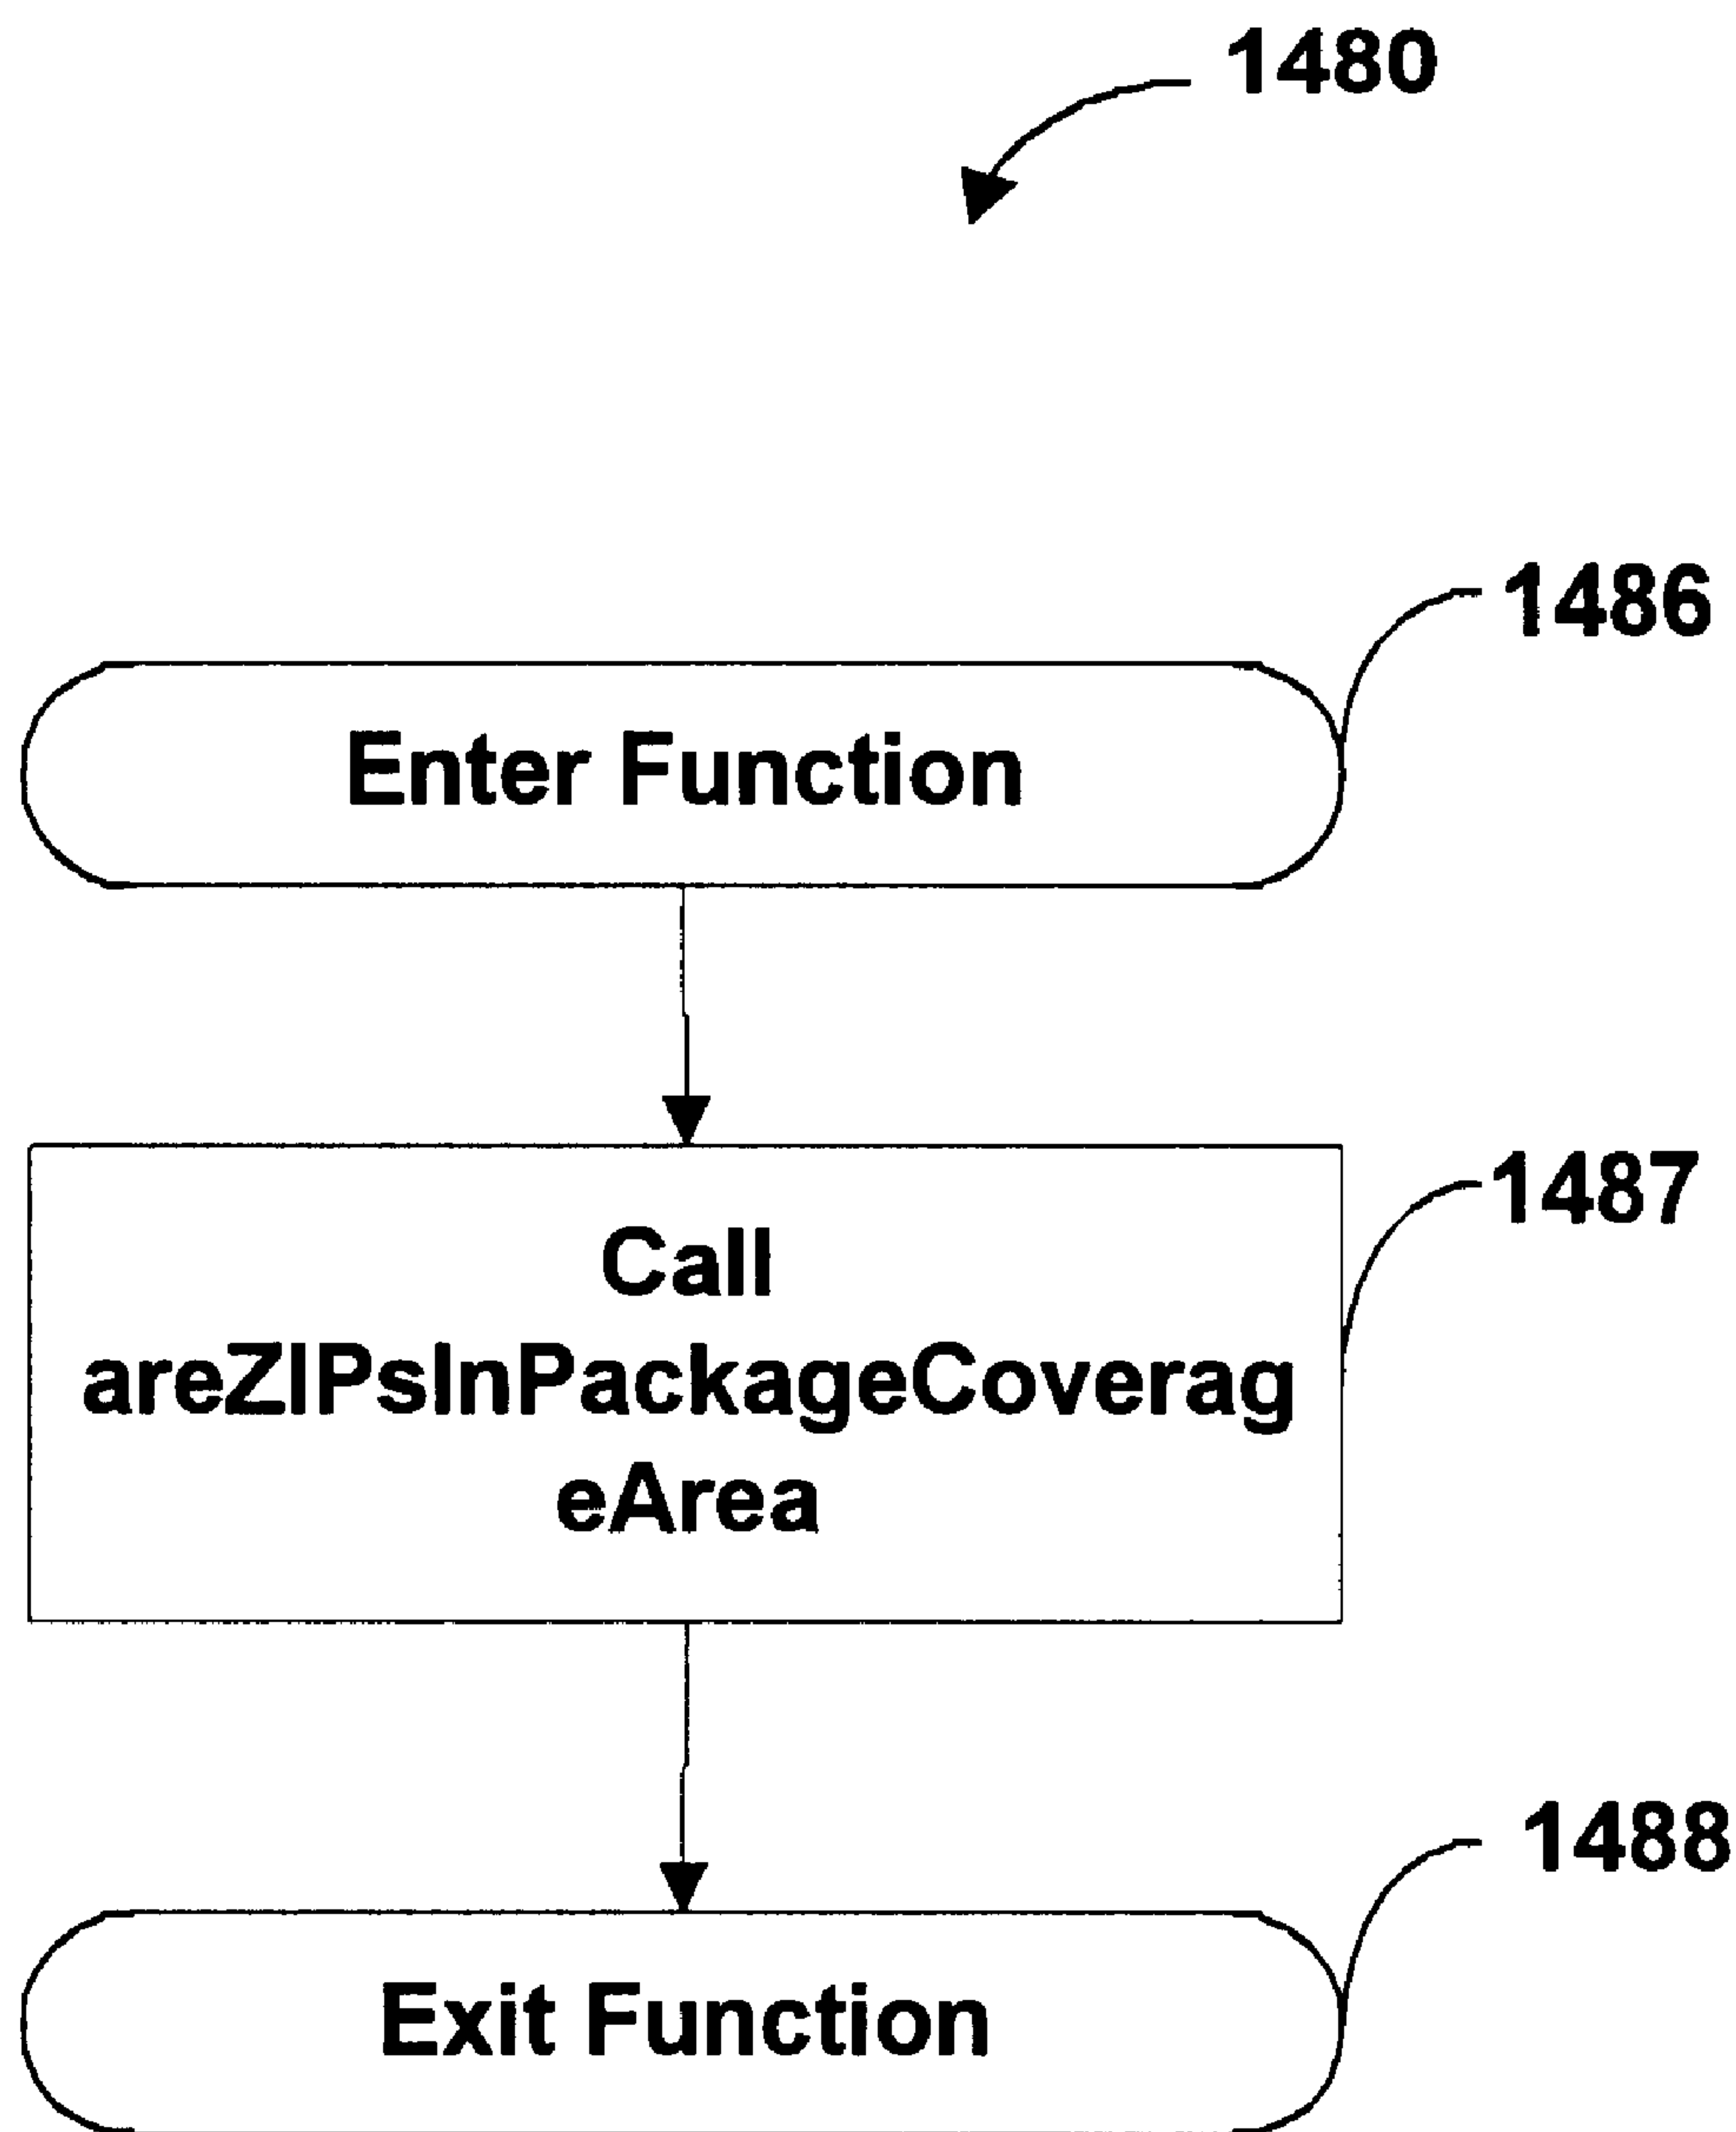 1480
1486
Enter Function
1487
Call
areZIPsInPackageCoverag
eArea
1488
Exit Function